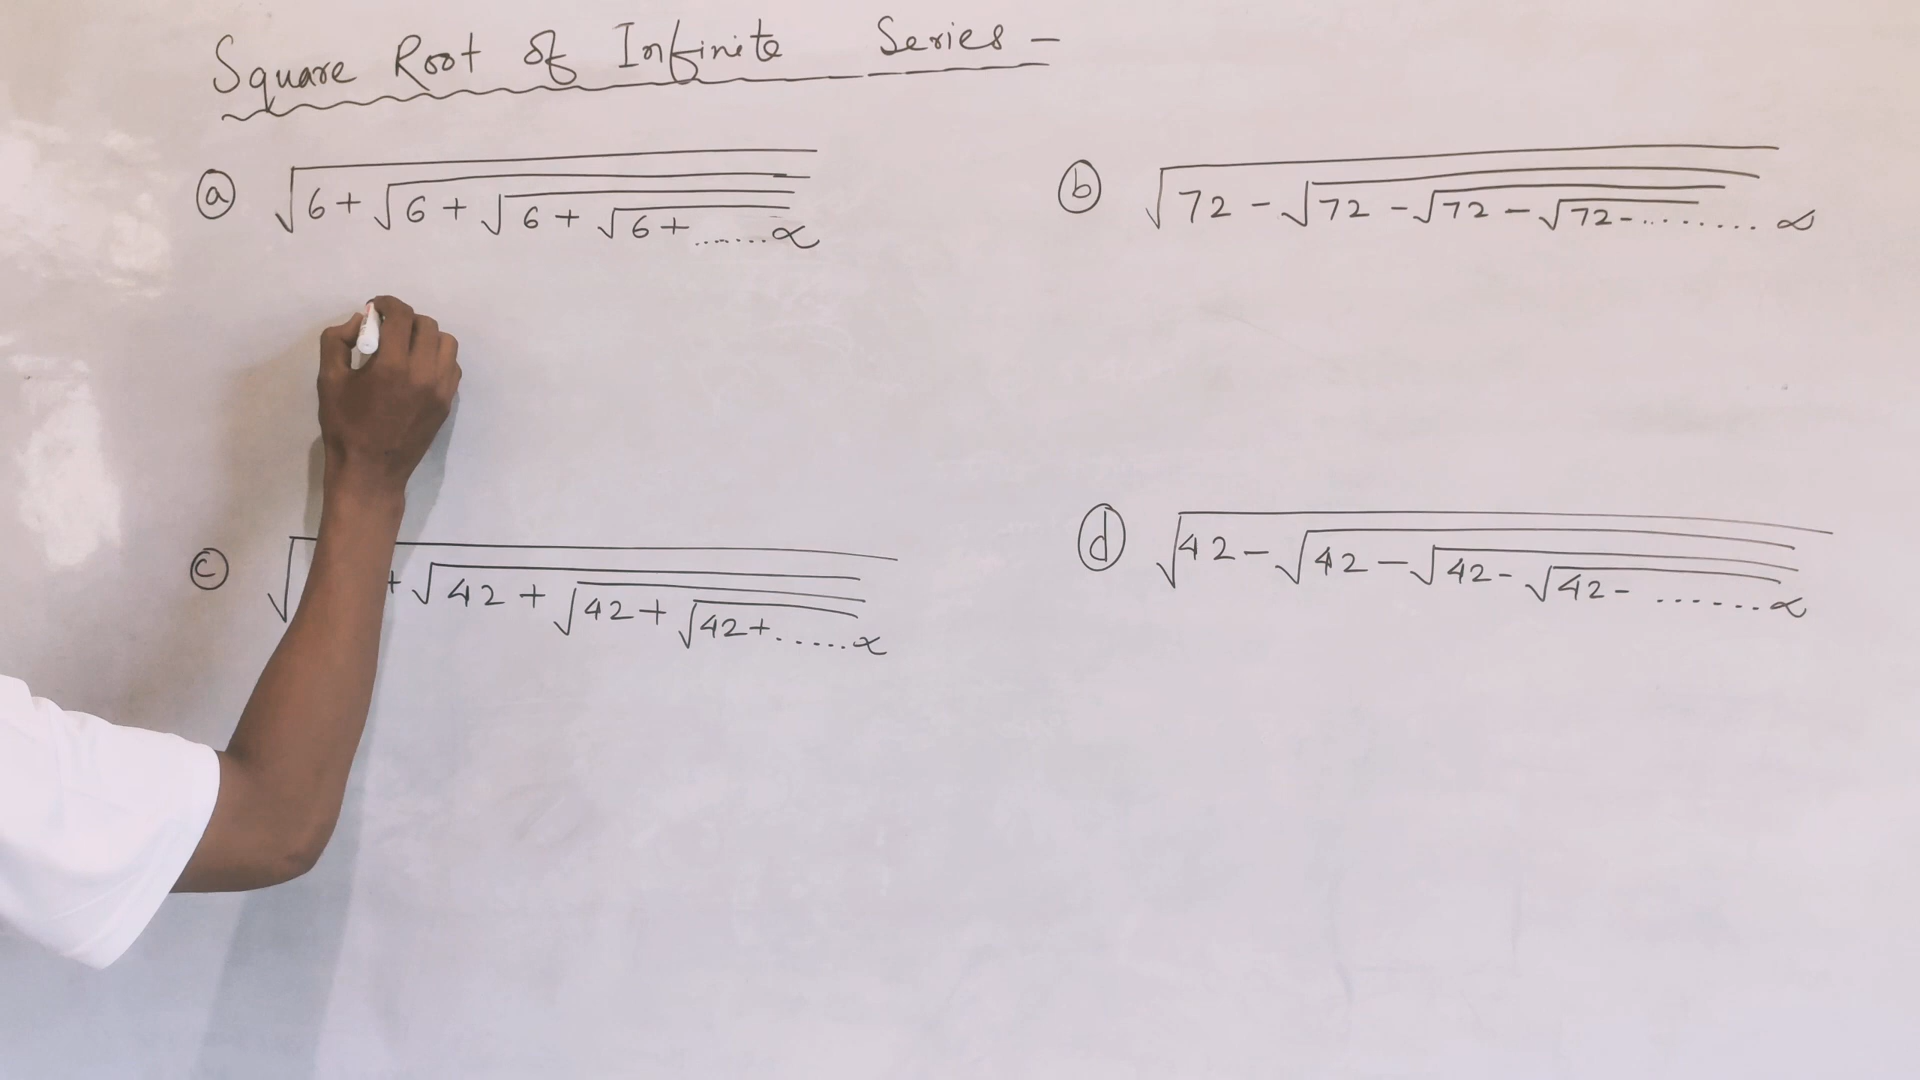 Square Root Of Infinite Series -
(a) √6 + √6 + √6 + √6 + ....... ∝
(b) √72 - √72 - √72 - √72 - ......... ∝
(c) √ + √42 + √42 + √42 + ...... ∝
(d) √42 - √42 - √42 - √42 - ....... ∝